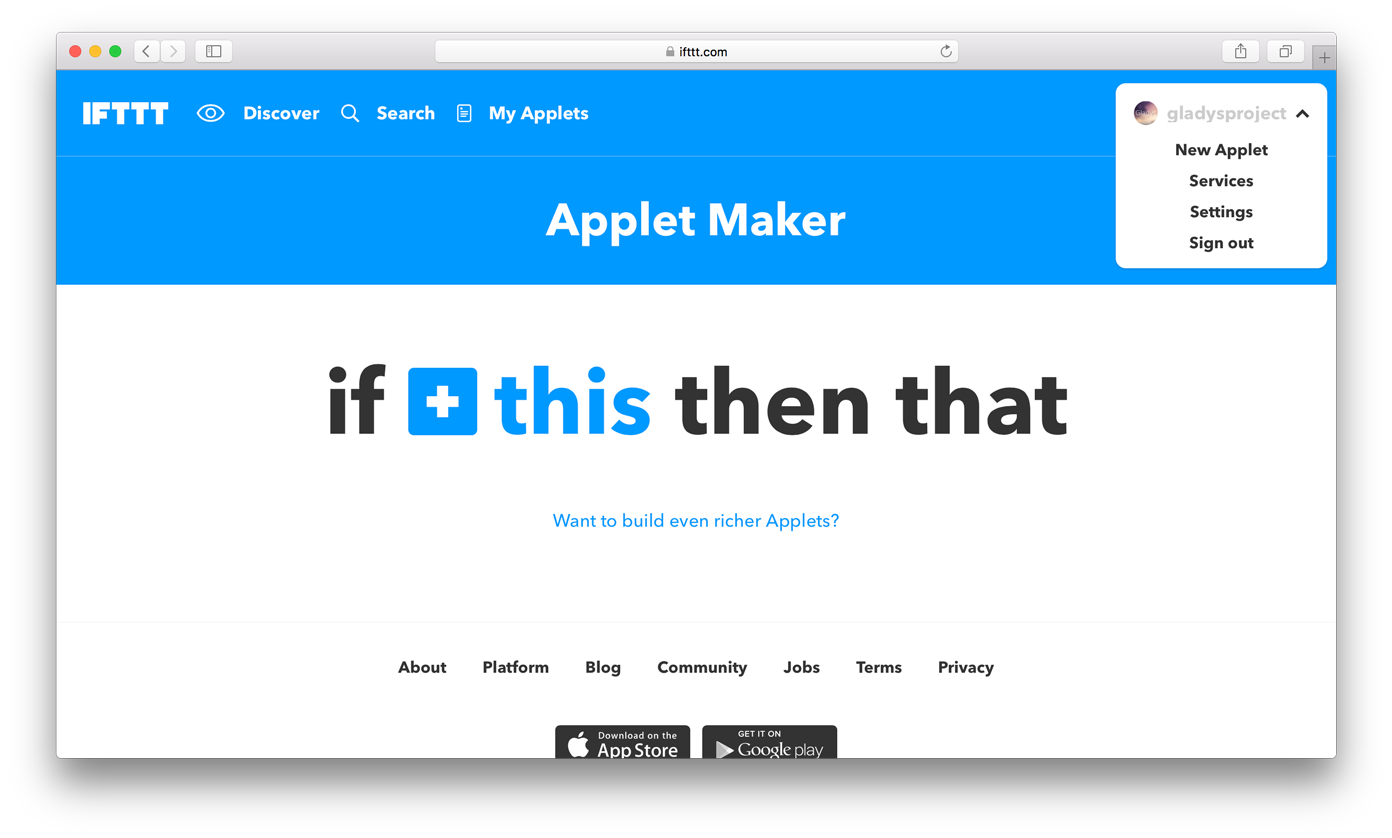 ifttt.com
IFTTT Discover Search My Applets
gladysproject
New Applet
Services
Settings
Sign out
Applet Maker
if this then that
Want to build even richer Applets?
About Platform Blog Community Jobs Terms Privacy
Download on the
App Store
GET IT ON
Google play